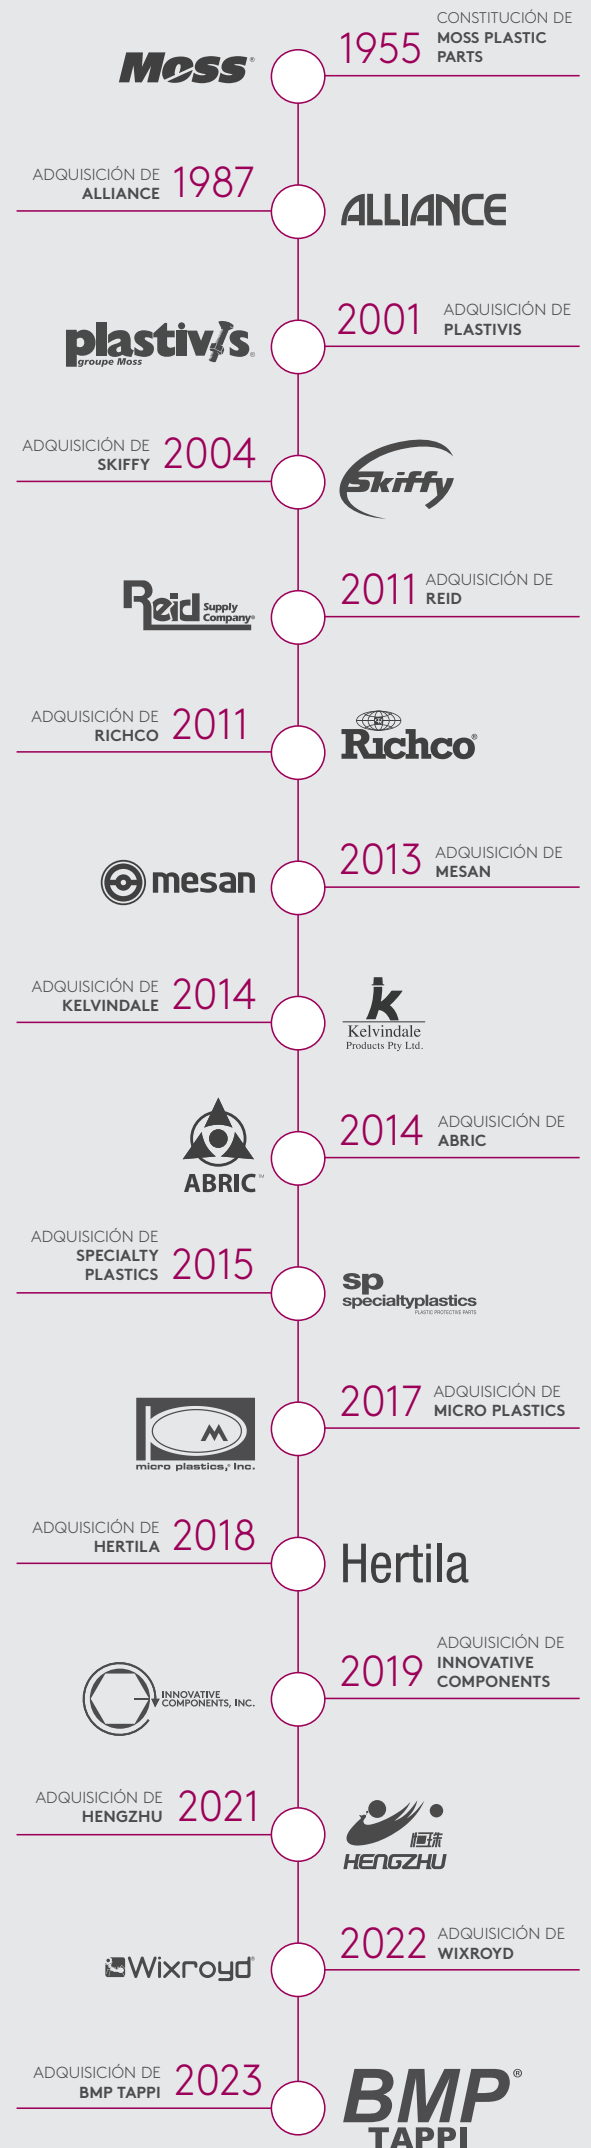 Moss®
1955
CONSTITUCIÓN DE
MOSS PLASTIC
PARTS
ADQUISICIÓN DE
ALLIANCE
1987
ALLIANCE
plastivis®
groupe Moss
2001
ADQUISICIÓN DE
PLASTIVIS
ADQUISICIÓN DE
SKIFFY
2004
Skiffy
Reid Supply
Company®
2011
ADQUISICIÓN DE
REID
ADQUISICIÓN DE
RICHCO
2011
Richco®
mesan
2013
ADQUISICIÓN DE
MESAN
ADQUISICIÓN DE
KELVINDALE
2014
k
Kelvindale
Products Pty Ltd.
ABRIC™
2014
ADQUISICIÓN DE
ABRIC
ADQUISICIÓN DE
SPECIALTY
PLASTICS
2015
sp
specialtyplastics
PLASTIC PROTECTIVE PARTS
micro plastics,® Inc.
2017
ADQUISICIÓN DE
MICRO PLASTICS
ADQUISICIÓN DE
HERTILA
2018
Hertila
INNOVATIVE
COMPONENTS, INC.
2019
ADQUISICIÓN DE
INNOVATIVE
COMPONENTS
ADQUISICIÓN DE
HENGZHU
2021
恒珠
HENGZHU
Wixroyd®
2022
ADQUISICIÓN DE
WIXROYD
ADQUISICIÓN DE
BMP TAPPI
2023
BMP®
TAPPI